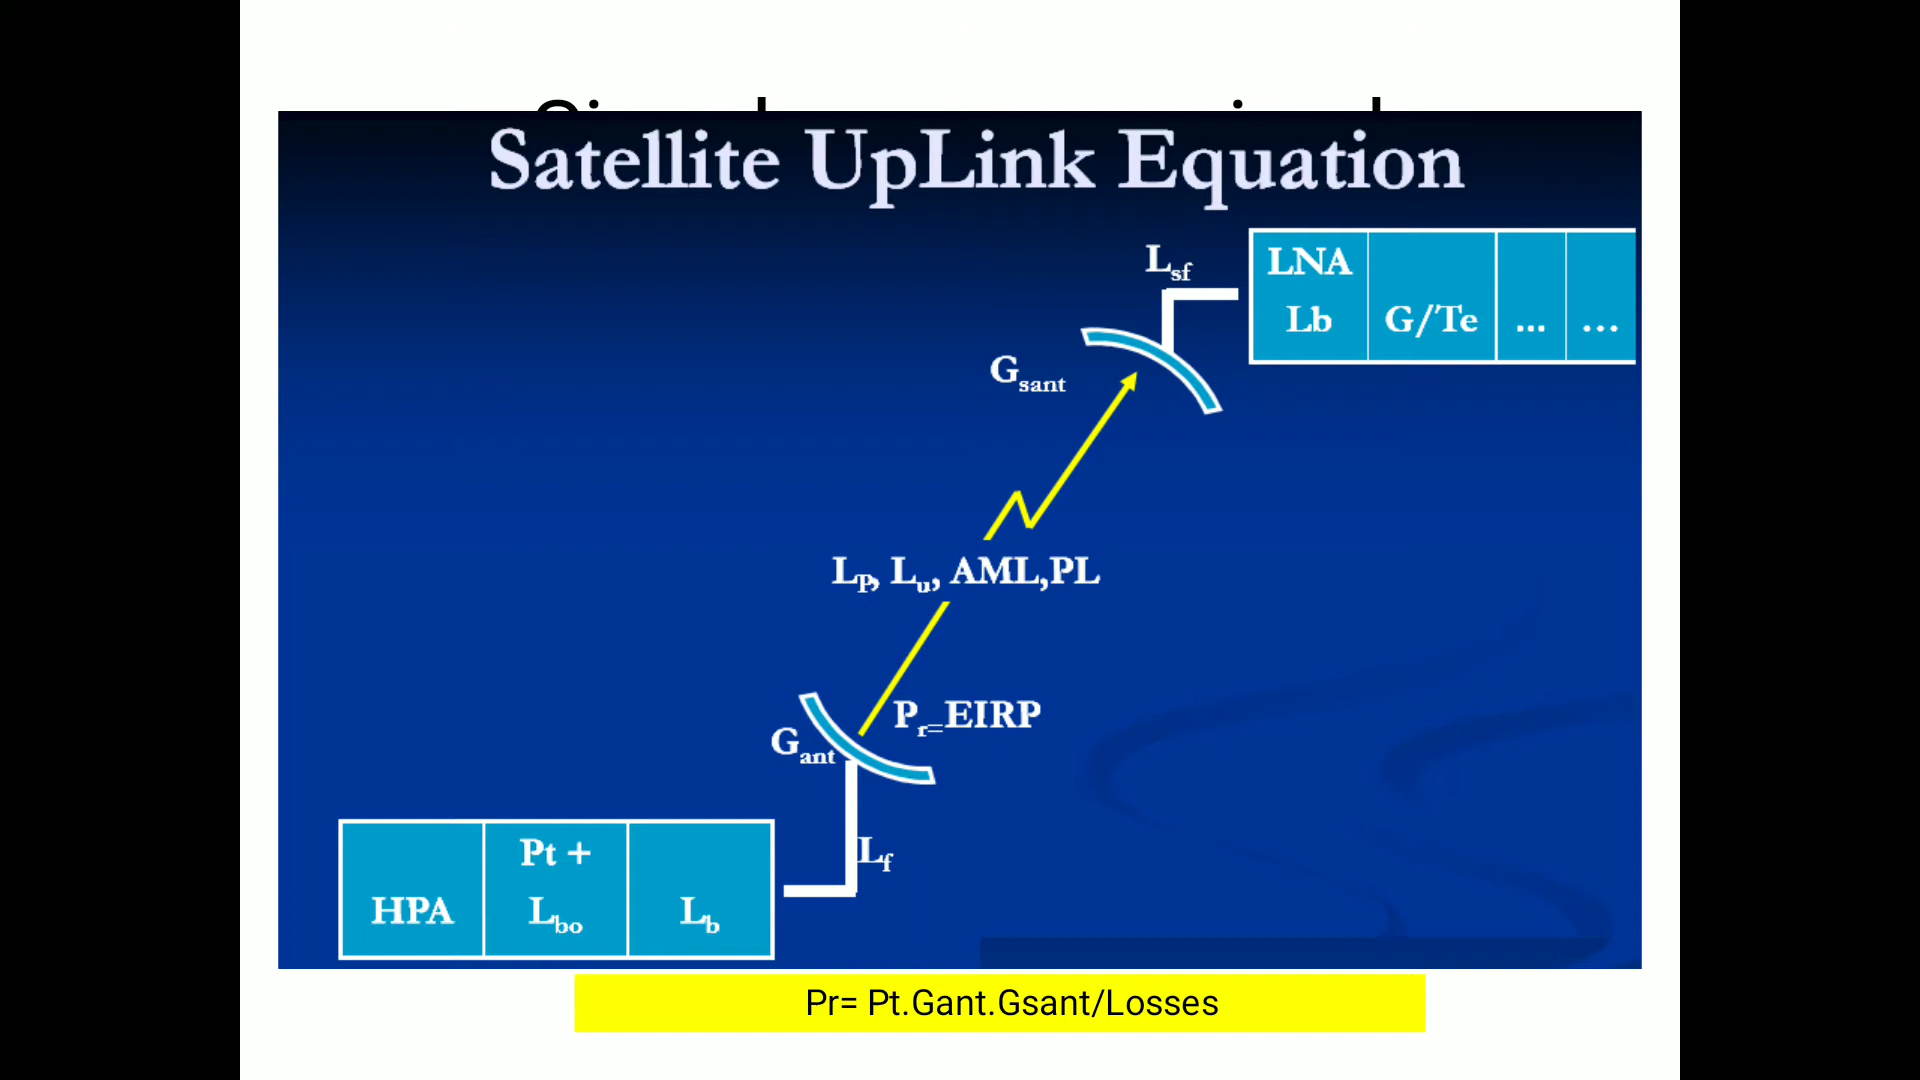 Satellite UpLink Equation
Lsf
LNA
Lb
G/Te
...
...
Gsant
LP, Lu, AML,PL
Pr=EIRP
Gant
Lf
HPA
Pt +
Lbo
Lb
Pr= Pt.Gant.Gsant/Losses